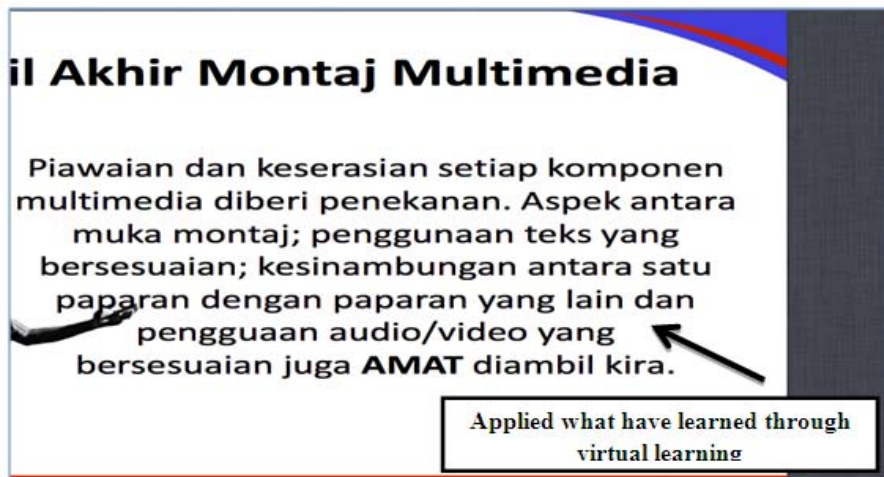 il Akhir Montaj Multimedia
Piawaian dan keserasian setiap komponen
multimedia diberi penekanan. Aspek antara
muka montaj; penggunaan teks yang
bersesuaian; kesinambungan antara satu
paparan dengan paparan yang lain dan
pengguaan audio/video yang
bersesuaian juga AMAT diambil kira.
Applied what have learned through
virtual learning